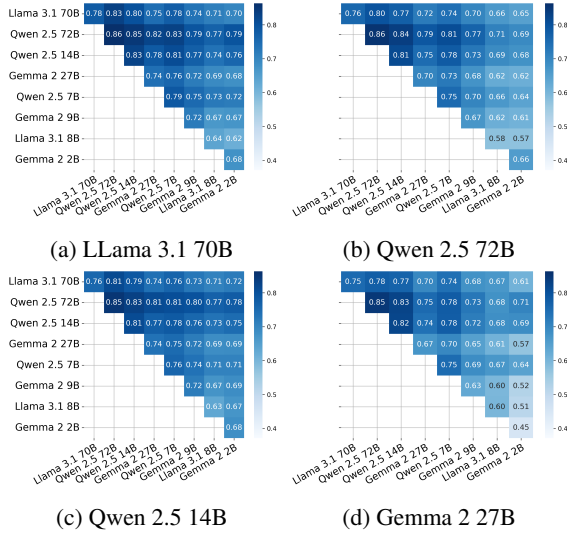 Llama 3.1 70B 0.78 0.83 0.80 0.75 0.78 0.74 0.71 0.70
Qwen 2.5 72B 0.86 0.85 0.82 0.83 0.79 0.77 0.79
Qwen 2.5 14B 0.83 0.78 0.81 0.77 0.74 0.76
Gemma 2 27B 0.74 0.76 0.72 0.69 0.68
Qwen 2.5 7B 0.79 0.75 0.73 0.72
Gemma 2 9B 0.72 0.67 0.67
Llama 3.1 8B 0.64 0.62
Gemma 2 2B 0.68
Llama 3.1 70B
Qwen 2.5 72B
Qwen 2.5 14B
Gemma 2 27B
Qwen 2.5 7B
Gemma 2 9B
Llama 3.1 8B
Gemma 2 2B
0.8
0.7
0.6
0.5
0.4
(a) LLama 3.1 70B
0.76 0.80 0.77 0.72 0.74 0.70 0.66 0.65
0.86 0.84 0.79 0.81 0.77 0.71 0.69
0.81 0.75 0.78 0.73 0.69 0.68
0.70 0.73 0.68 0.62 0.62
0.75 0.70 0.66 0.64
0.67 0.62 0.61
0.58 0.57
0.66
Llama 3.1 70B
Qwen 2.5 72B
Qwen 2.5 14B
Gemma 2 27B
Qwen 2.5 7B
Gemma 2 9B
Llama 3.1 8B
Gemma 2 2B
0.8
0.7
0.6
0.5
0.4
(b) Qwen 2.5 72B
Llama 3.1 70B 0.76 0.81 0.79 0.74 0.76 0.73 0.71 0.72
Qwen 2.5 72B 0.85 0.83 0.81 0.81 0.80 0.77 0.78
Qwen 2.5 14B 0.81 0.77 0.78 0.76 0.73 0.75
Gemma 2 27B 0.74 0.75 0.72 0.69 0.69
Qwen 2.5 7B 0.76 0.74 0.71 0.71
Gemma 2 9B 0.72 0.67 0.69
Llama 3.1 8B 0.63 0.67
Gemma 2 2B 0.68
Llama 3.1 70B
Qwen 2.5 72B
Qwen 2.5 14B
Gemma 2 27B
Qwen 2.5 7B
Gemma 2 9B
Llama 3.1 8B
Gemma 2 2B
0.8
0.7
0.6
0.5
0.4
(c) Qwen 2.5 14B
0.75 0.78 0.77 0.70 0.74 0.68 0.67 0.61
0.85 0.83 0.75 0.78 0.73 0.68 0.71
0.82 0.74 0.78 0.72 0.68 0.69
0.67 0.70 0.65 0.61 0.57
0.75 0.69 0.67 0.64
0.63 0.60 0.52
0.60 0.51
0.45
Llama 3.1 70B
Qwen 2.5 72B
Qwen 2.5 14B
Gemma 2 27B
Qwen 2.5 7B
Gemma 2 9B
Llama 3.1 8B
Gemma 2 2B
0.8
0.7
0.6
0.5
0.4
(d) Gemma 2 27B